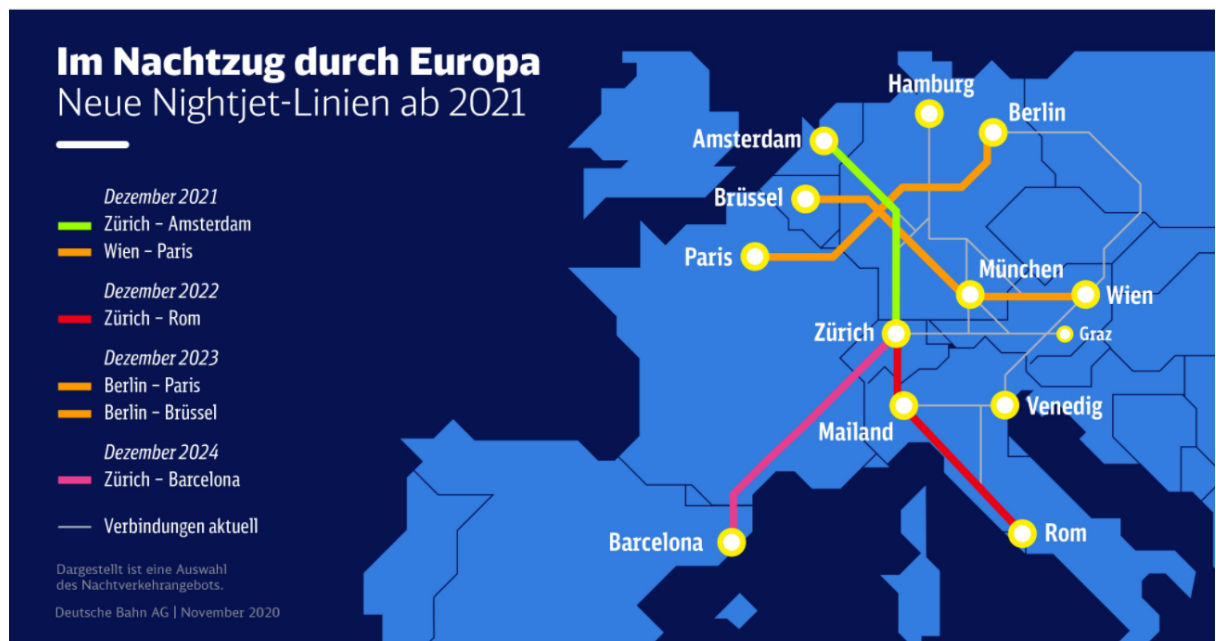 Im Nachtzug durch Europa
Neue Nightjet-Linien ab 2021
Dezember 2021
Zürich – Amsterdam
Wien – Paris
Dezember 2022
Zürich – Rom
Dezember 2023
Berlin – Paris
Berlin – Brüssel
Dezember 2024
Zürich – Barcelona
Verbindungen aktuell
Dargestellt ist eine Auswahl
des Nachtverkehrangebots.
Deutsche Bahn AG | November 2020
Hamburg
Berlin
Amsterdam
Brüssel
Paris
München
Wien
Zürich
Graz
Mailand
Venedig
Barcelona
Rom